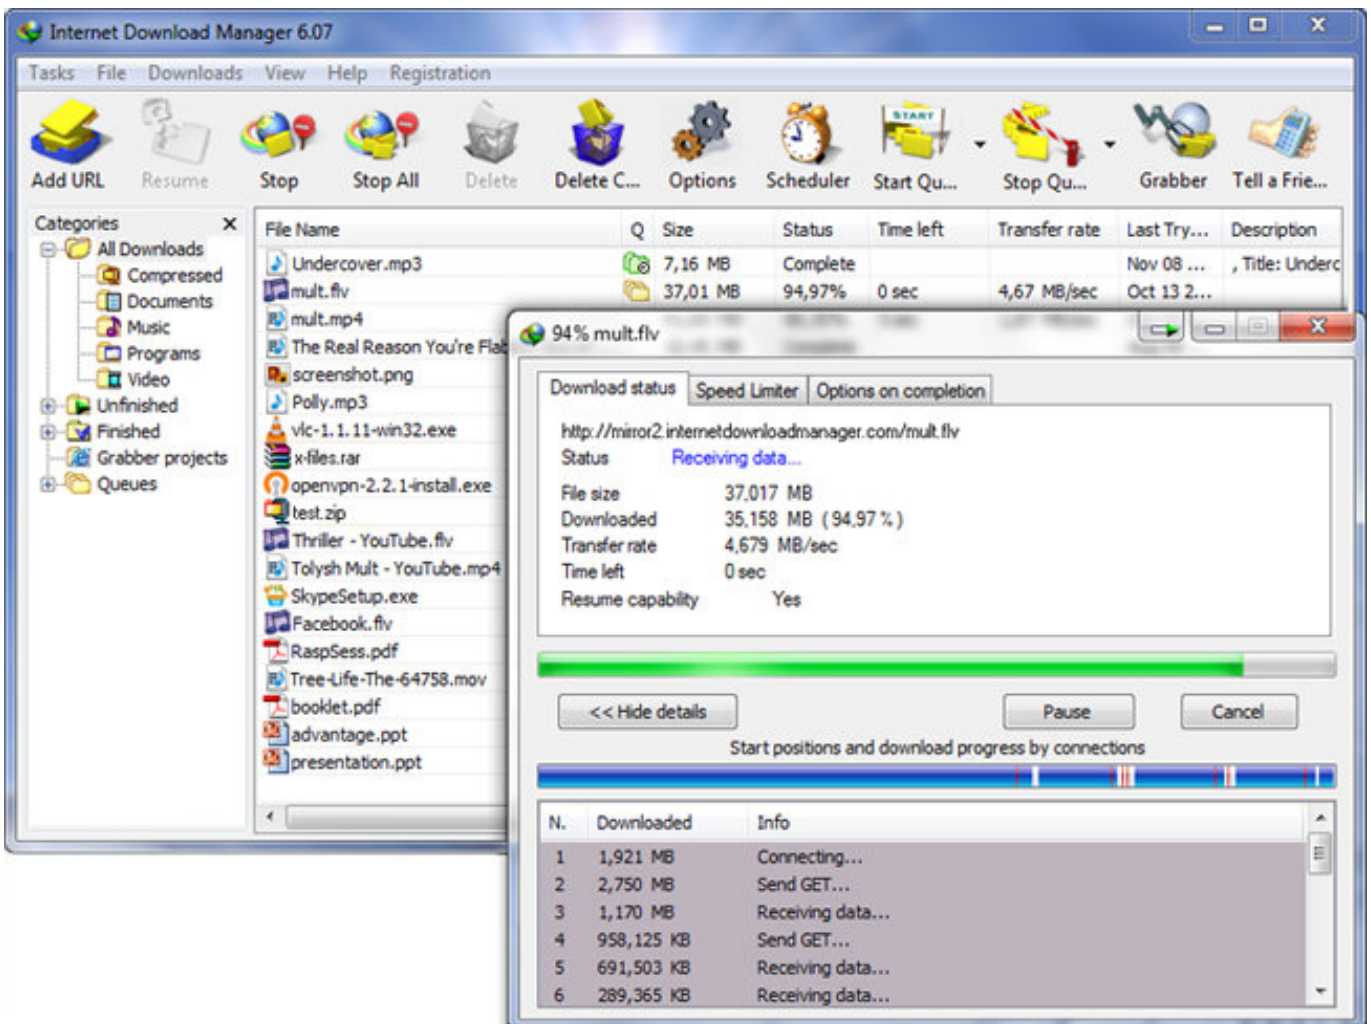 Internet Download Manager 6.07
Tasks File Downloads View Help Registration
Add URL Resume Stop Stop All Delete Delete C... Options Scheduler Start Qu... Stop Qu... Grabber Tell a Frie...
START
Categories
All Downloads
Compressed
Documents
Music
Programs
Video
Unfinished
Finished
Grabber projects
Queues
File Name Q Size Status Time left Transfer rate Last Try... Description
Undercover.mp3 7,16 MB Complete Nov 08 ... , Title: Underc
mult.flv 37,01 MB 94,97% 0 sec 4,67 MB/sec Oct 13 2...
mult.mp4
The Real Reason You're Flab
screenshot.png
Polly.mp3
vlc-1.1.11-win32.exe
x-files.rar
openvpn-2.2.1-install.exe
test.zip
Thriller - YouTube.flv
Tolysh Mult - YouTube.mp4
SkypeSetup.exe
Facebook.flv
RaspSess.pdf
Tree-Life-The-64758.mov
booklet.pdf
advantage.ppt
presentation.ppt
94% mult.flv
Download status Speed Limiter Options on completion
http://mirror2.internetdownloadmanager.com/mult.flv
Status Receiving data...
File size 37,017 MB
Downloaded 35,158 MB ( 94,97 % )
Transfer rate 4,679 MB/sec
Time left 0 sec
Resume capability Yes
<< Hide details Pause Cancel
Start positions and download progress by connections
N. Downloaded Info
1 1,921 MB Connecting...
2 2,750 MB Send GET...
3 1,170 MB Receiving data...
4 958,125 KB Send GET...
5 691,503 KB Receiving data...
6 289,365 KB Receiving data...